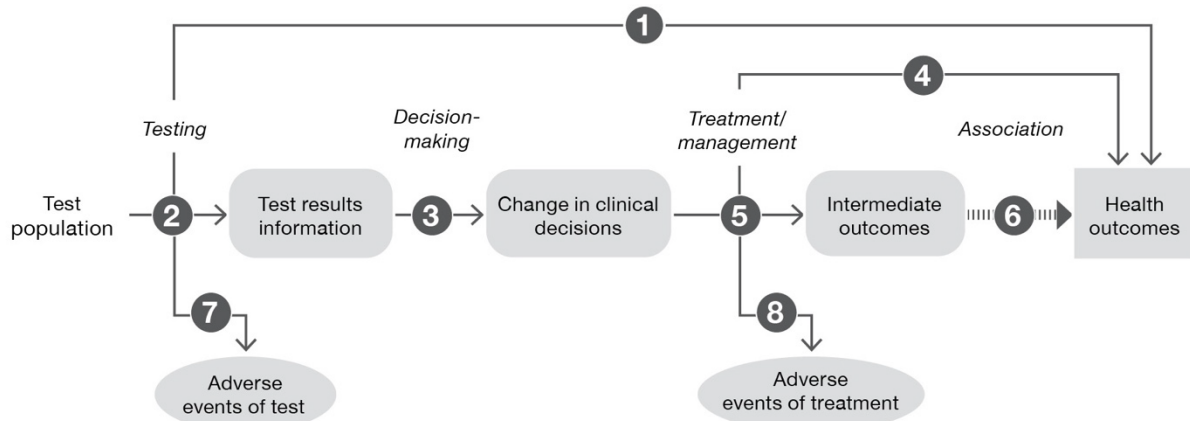 1
4
Testing
Decision-
making
Treatment/
management
Association
Test
population
2
Test results
information
3
Change in clinical
decisions
5
Intermediate
outcomes
6
Health
outcomes
7
8
Adverse
events of test
Adverse
events of treatment